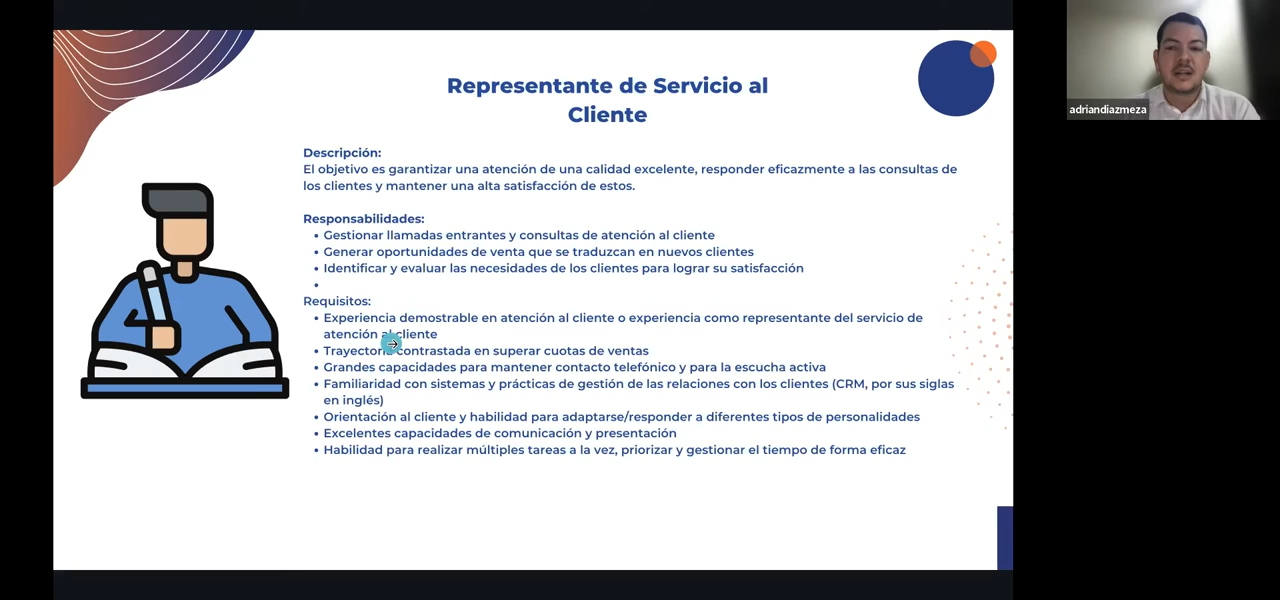 Representante de Servicio al
Cliente
Descripción:
El objetivo es garantizar una atención de una calidad excelente, responder eficazmente a las consultas de
los clientes y mantener una alta satisfacción de estos.
Responsabilidades:
• Gestionar llamadas entrantes y consultas de atención al cliente
• Generar oportunidades de venta que se traduzcan en nuevos clientes
• Identificar y evaluar las necesidades de los clientes para lograr su satisfacción
•
Requisitos:
• Experiencia demostrable en atención al cliente o experiencia como representante del servicio de
atención al cliente
• Trayectoria contrastada en superar cuotas de ventas
• Grandes capacidades para mantener contacto telefónico y para la escucha activa
• Familiaridad con sistemas y prácticas de gestión de las relaciones con los clientes (CRM, por sus siglas
en inglés)
• Orientación al cliente y habilidad para adaptarse/responder a diferentes tipos de personalidades
• Excelentes capacidades de comunicación y presentación
• Habilidad para realizar múltiples tareas a la vez, priorizar y gestionar el tiempo de forma eficaz
adriandiazmeza